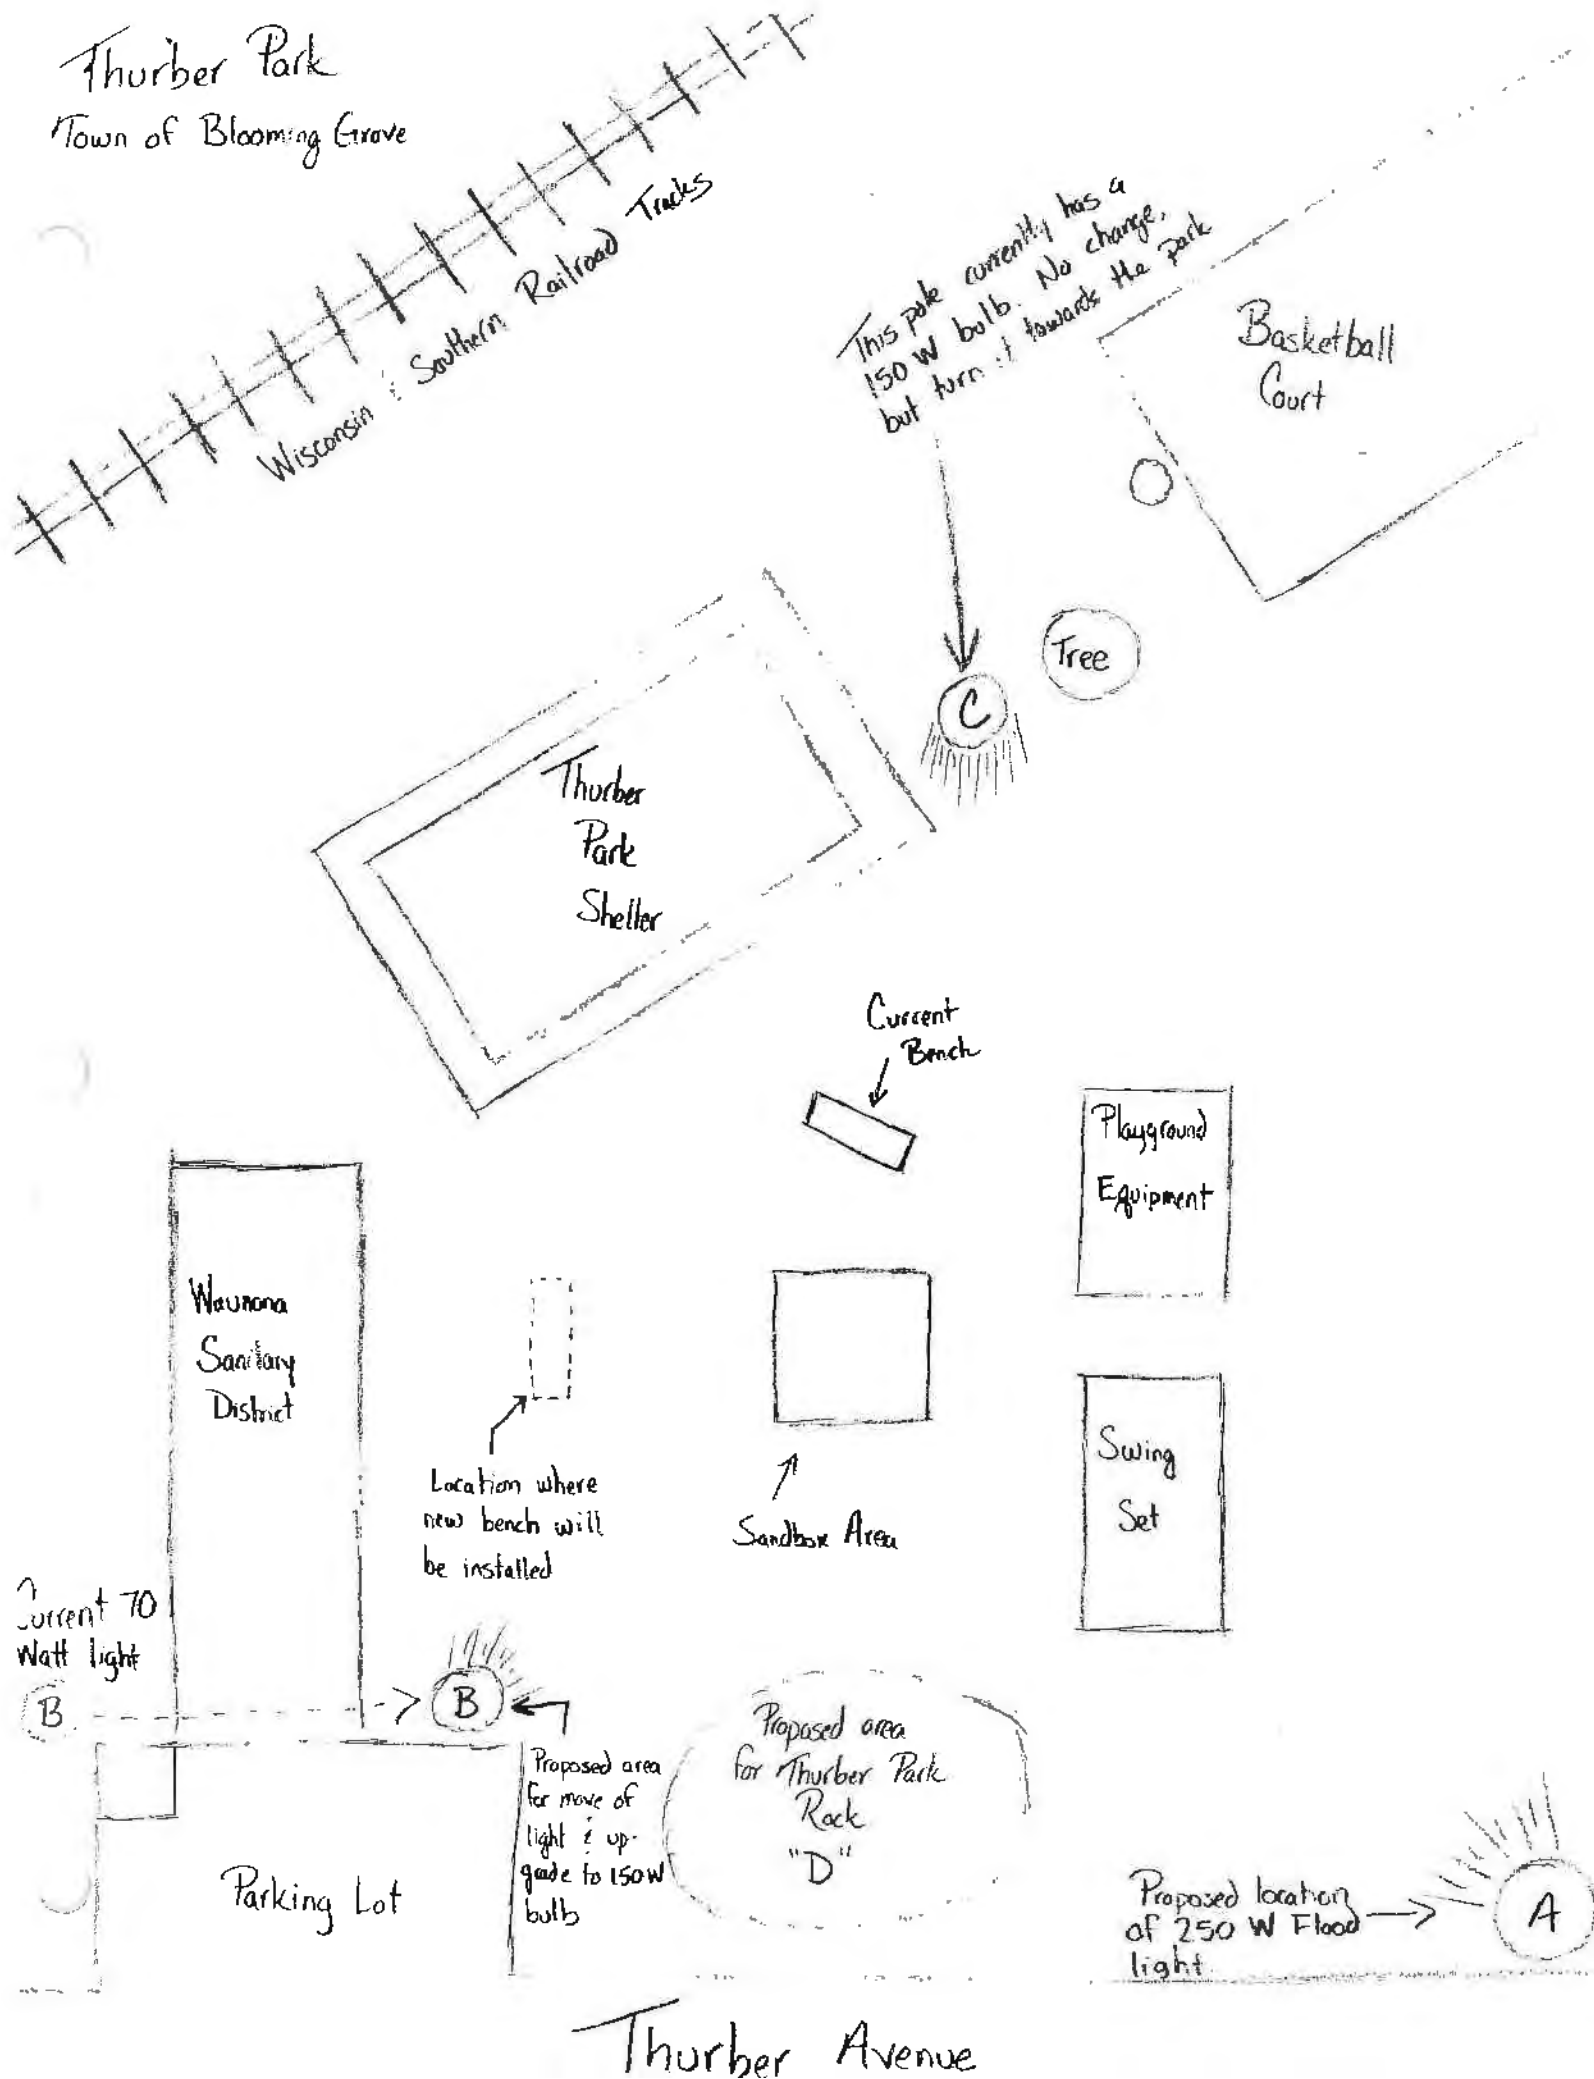 Thurber Park
Town of Blooming Grove
Wisconsin & Southern Railroad Tracks
This pole currently has a
150 W bulb. No change,
but turn it towards the park
Basketball
Court
Tree
C
Thurber
Park
Shelter
Current
Bench
Playground
Equipment
Waunona
Sanitary
District
Location where
new bench will
be installed
Sandbox Area
Swing
Set
Current 70
Watt light
B
B
Proposed area
for move of
light & up-
grade to 150W
bulb
Proposed area
for Thurber Park
Rock
"D"
Parking Lot
Proposed location
of 250 W Flood
light
A
Thurber Avenue